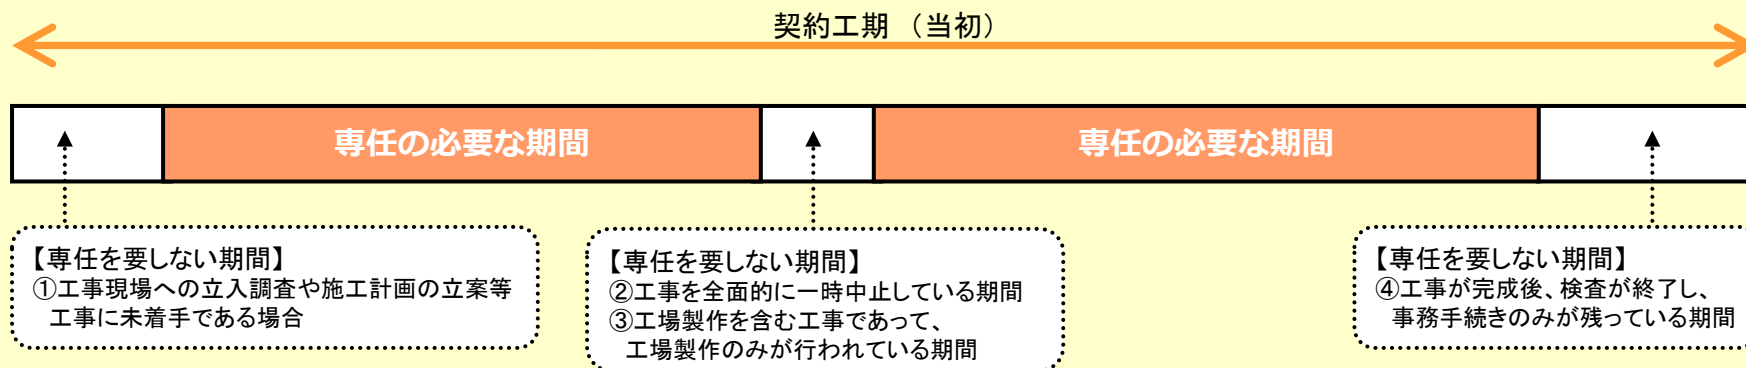 契約工期 （当初）
専任の必要な期間
専任の必要な期間
【専任を要しない期間】
①工事現場への立入調査や施工計画の立案等
工事に未着手である場合
【専任を要しない期間】
②工事を全面的に一時中止している期間
③工場製作を含む工事であって、
工場製作のみが行われている期間
【専任を要しない期間】
④工事が完成後、検査が終了し、
事務手続きのみが残っている期間